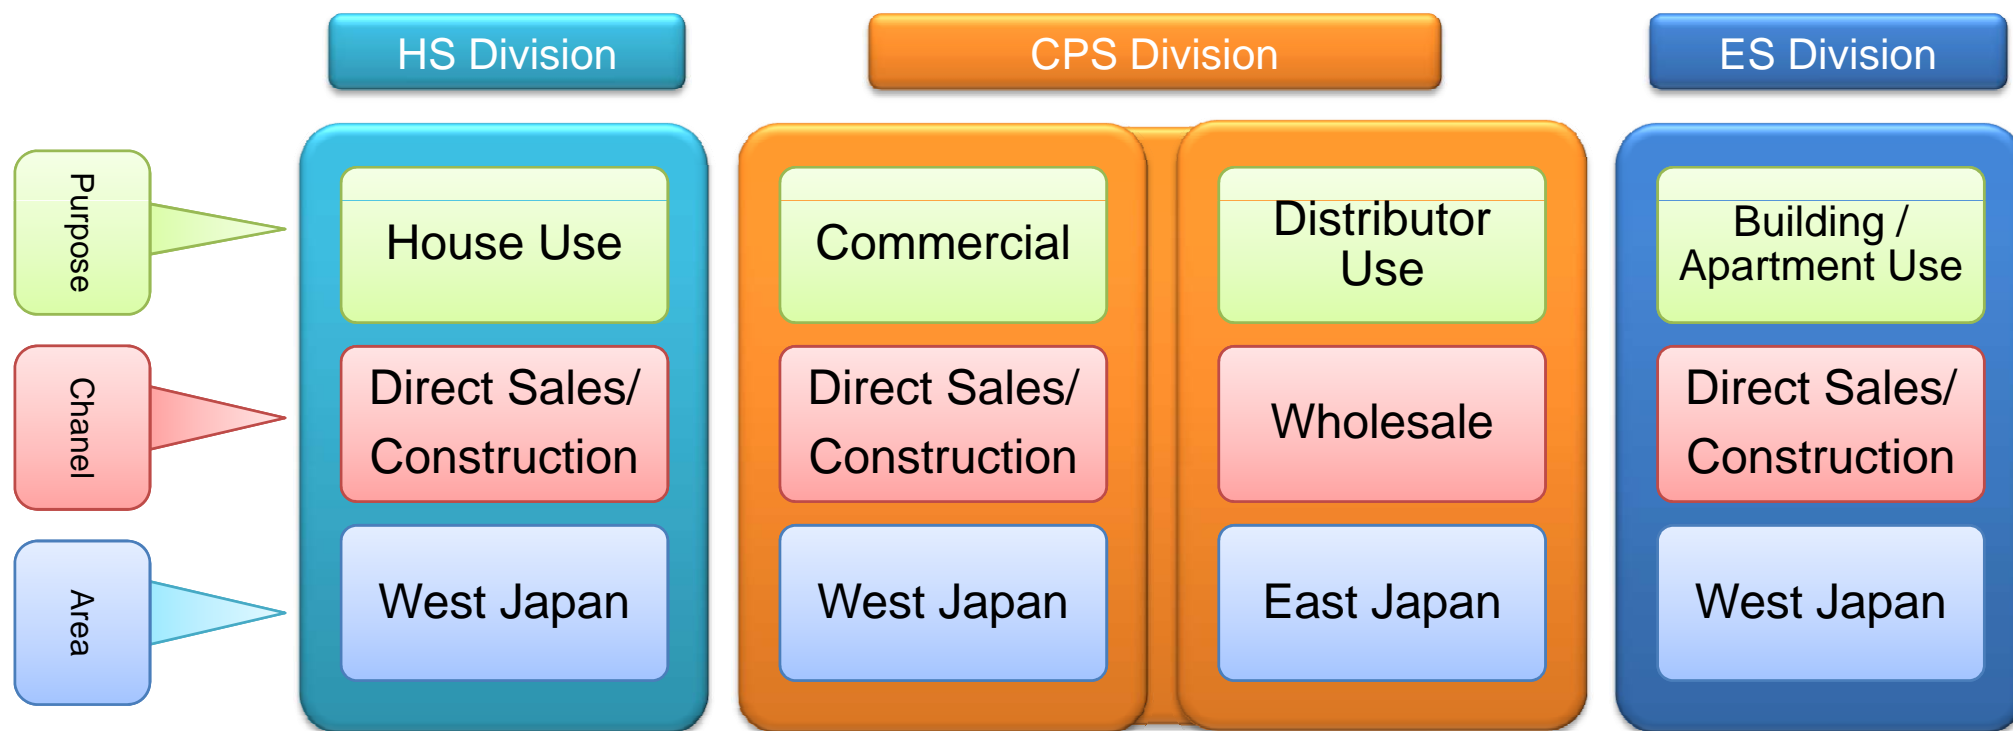 HS Division
CPS Division
ES Division
Purpose
House Use
Commercial
Distributor
Use
Building /
Apartment Use
Channel
Direct Sales/
Construction
Direct Sales/
Construction
Wholesale
Direct Sales/
Construction
Area
West Japan
West Japan
East Japan
West Japan